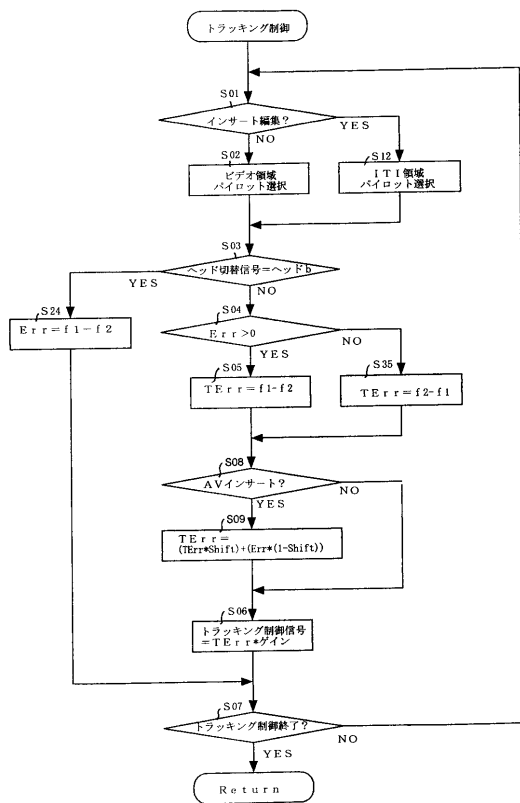 トラッキング制御
S01
インサート編集?
YES
NO
S02
ビデオ領域
パイロット選択
S12
ITI領域
パイロット選択
S03
ヘッド切替信号=ヘッドb
YES
NO
S24
Err=f1-f2
S04
Err>0
NO
YES
S05
TErr=f1-f2
S35
TErr=f2-f1
S08
AVインサート?
NO
YES
S09
TErr=
(TErr*Shift)+(Err*(1-Shift))
S06
トラッキング制御信号
=TErr*ゲイン
S07
トラッキング制御終了?
NO
YES
Return